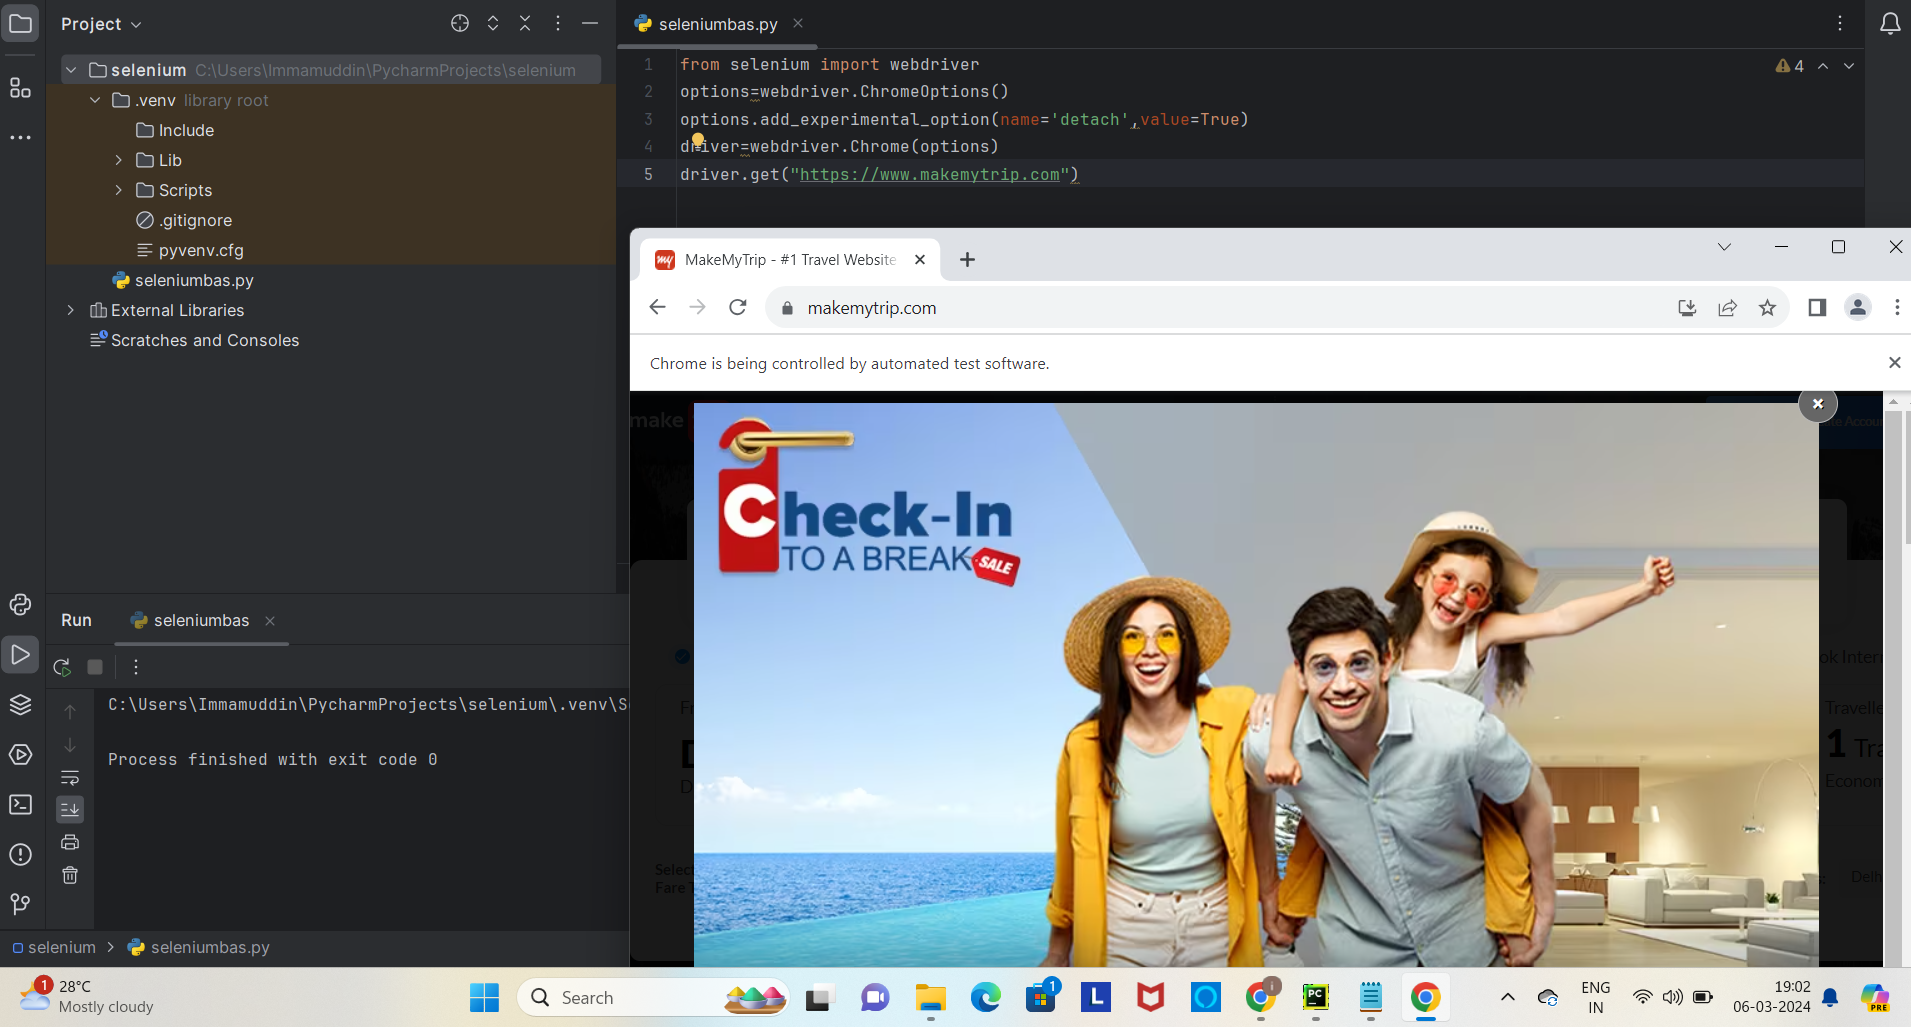 Project
seleniumbas.py
selenium C:\Users\Immamuddin\PycharmProjects\selenium
.venv library root
Include
Lib
Scripts
.gitignore
pyvenv.cfg
seleniumbas.py
External Libraries
Scratches and Consoles
1 from selenium import webdriver
2 options=webdriver.ChromeOptions()
3 options.add_experimental_option(name='detach',value=True)
4 driver=webdriver.Chrome(options)
5 driver.get("https://www.makemytrip.com")
4
my MakeMyTrip - #1 Travel Website
makemytrip.com
Chrome is being controlled by automated test software.
make
Check-In
TO A BREAK
SALE
1 Tra
Econom
Travelle
ok Inter
Selec
Fare T
Run seleniumbas
C:\Users\Immamuddin\PycharmProjects\selenium\.venv\S
Process finished with exit code 0
selenium > seleniumbas.py
1
28°C
Mostly cloudy
Search
1
L
PC
ENG
IN
19:02
06-03-2024
PRE